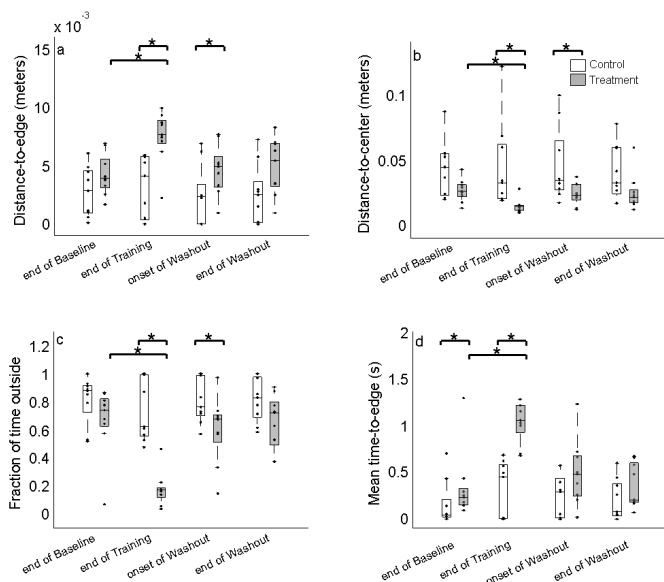 x 10-3
a
*
*
*
15
10
5
0
Distance-to-edge (meters)
end of Baseline
end of Training
onset of Washout
end of Washout
b
*
*
*
Control
Treatment
0.1
0.05
0
Distance-to-center (meters)
end of Baseline
end of Training
onset of Washout
end of Washout
c
*
*
*
1.2
1
0.8
0.6
0.4
0.2
0
Fraction of time outside
end of Baseline
end of Training
onset of Washout
end of Washout
d
*
*
*
2
1.5
1
0.5
0
Mean time-to-edge (s)
end of Baseline
end of Training
onset of Washout
end of Washout